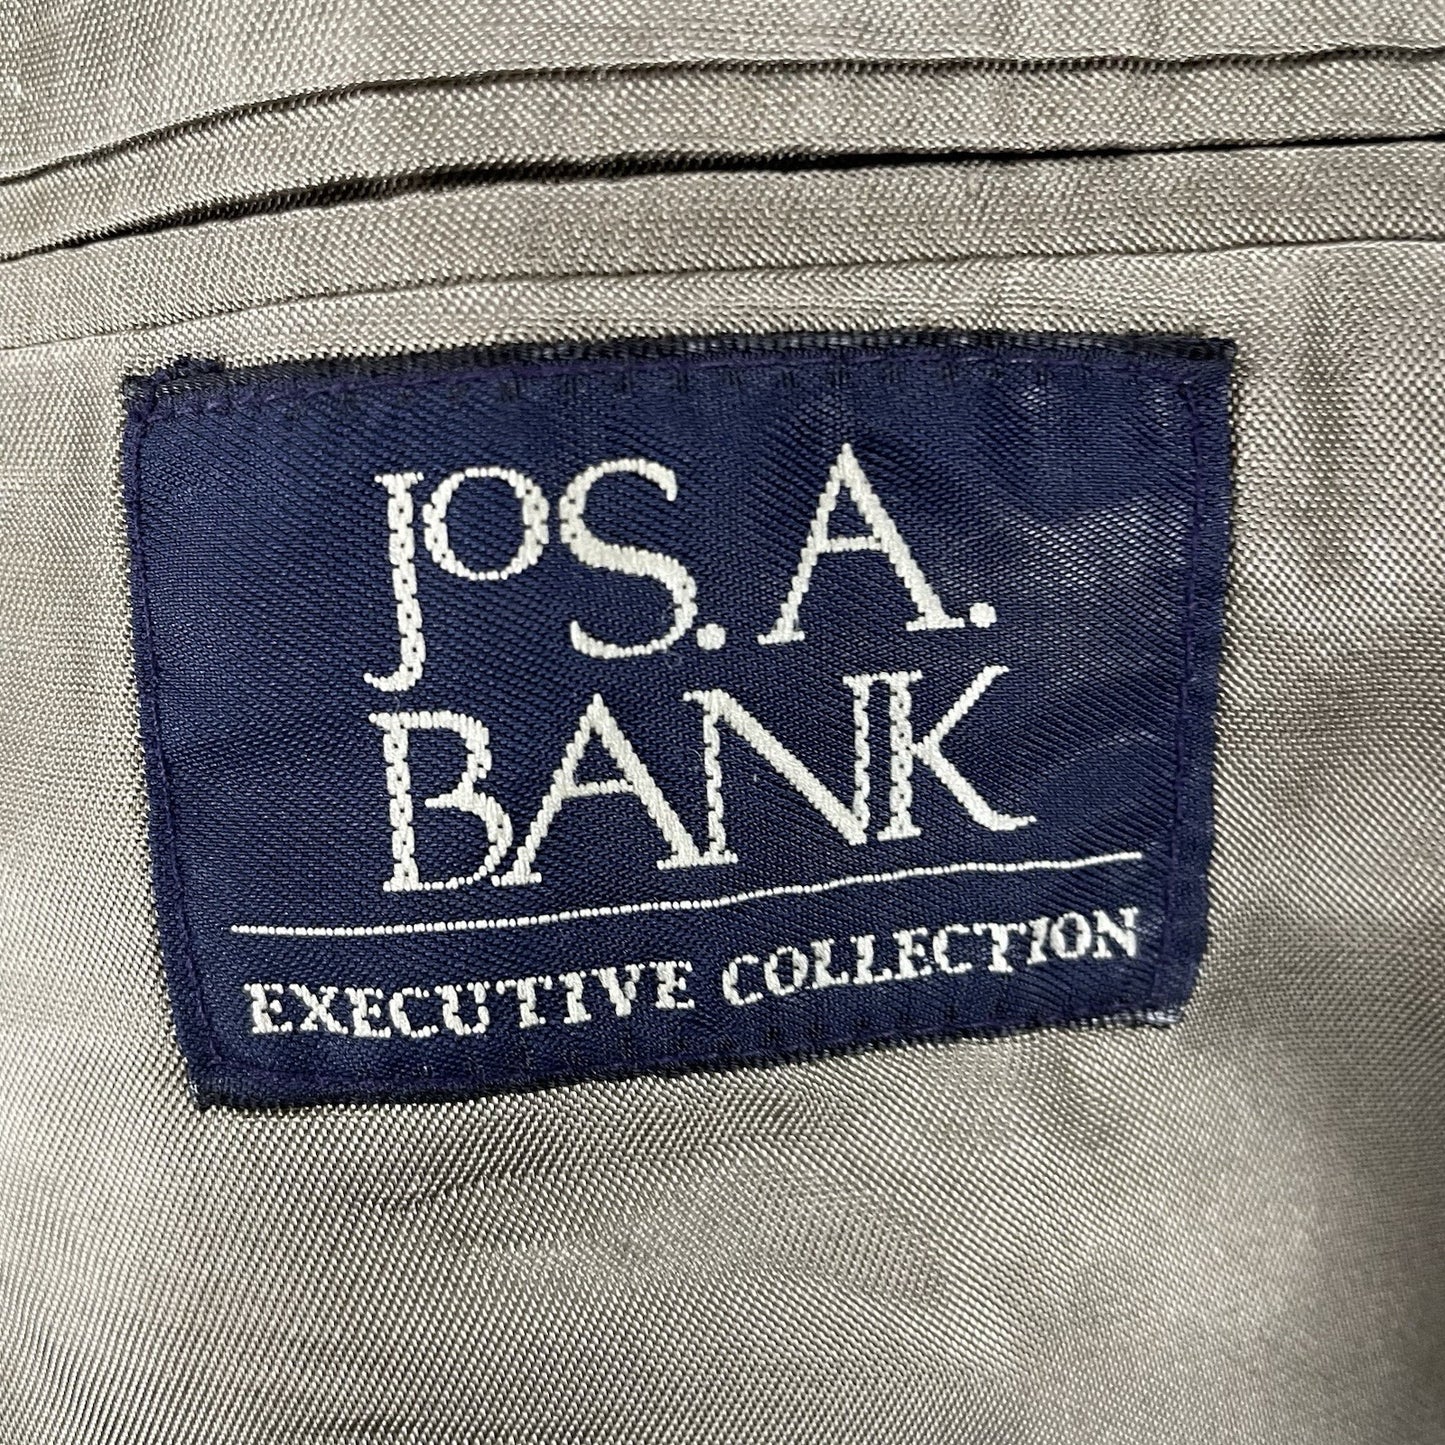 JoS. A.
BANK
EXECUTIVE COLLECTION